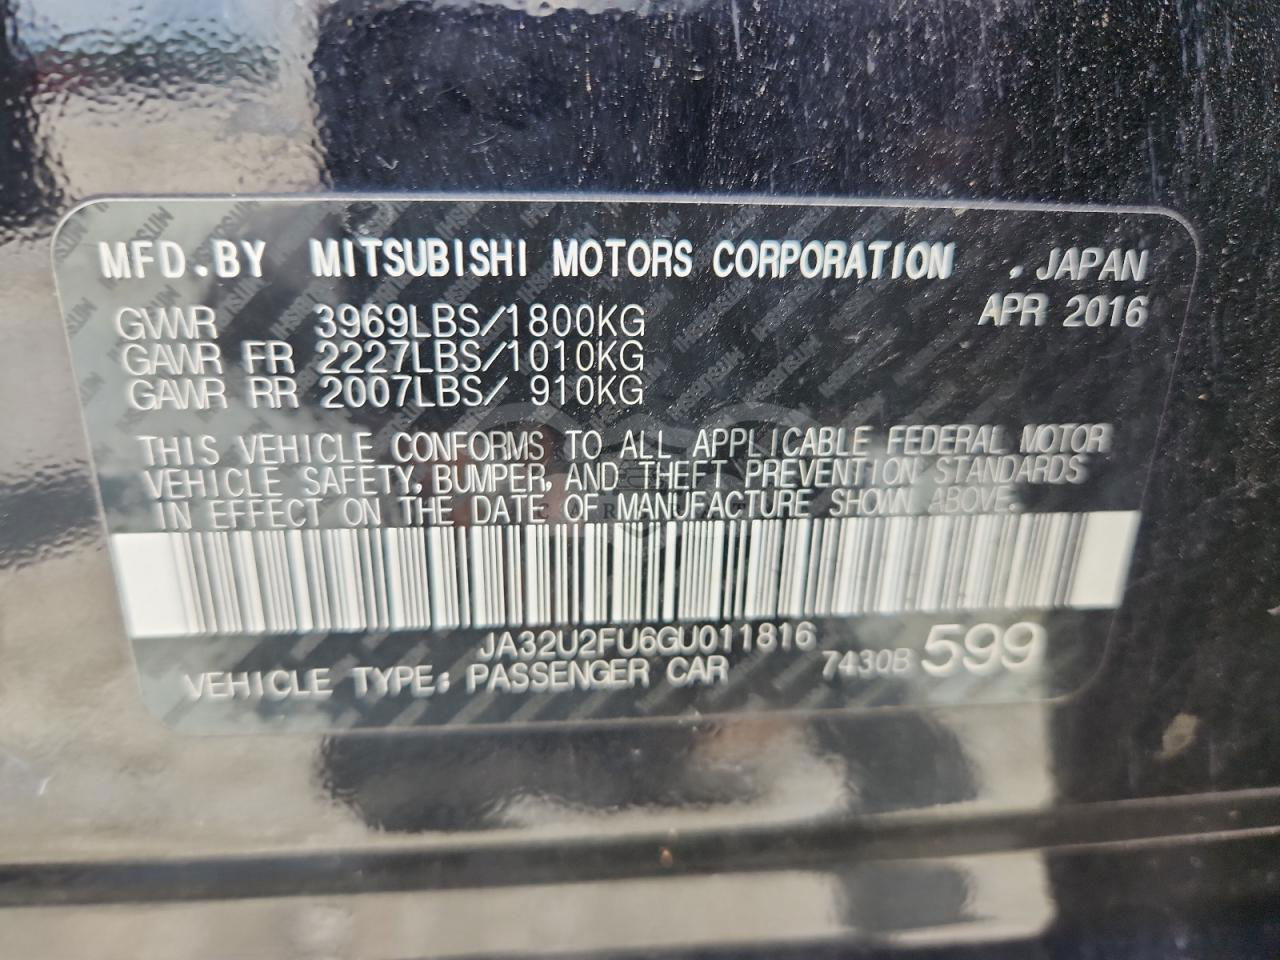 MFD.BY MITSUBISHI MOTORS CORPORATION . JAPAN
APR 2016
GVWR 3969LBS/1800KG
GAWR FR 2227LBS/1010KG
GAWR RR 2007LBS/ 910KG
THIS VEHICLE CONFORMS TO ALL APPLICABLE FEDERAL MOTOR
VEHICLE SAFETY, BUMPER, AND THEFT PREVENTION STANDARDS
IN EFFECT ON THE DATE OF MANUFACTURE SHOWN ABOVE.
JA32U2FU6GU011816
VEHICLE TYPE: PASSENGER CAR 7430B 599